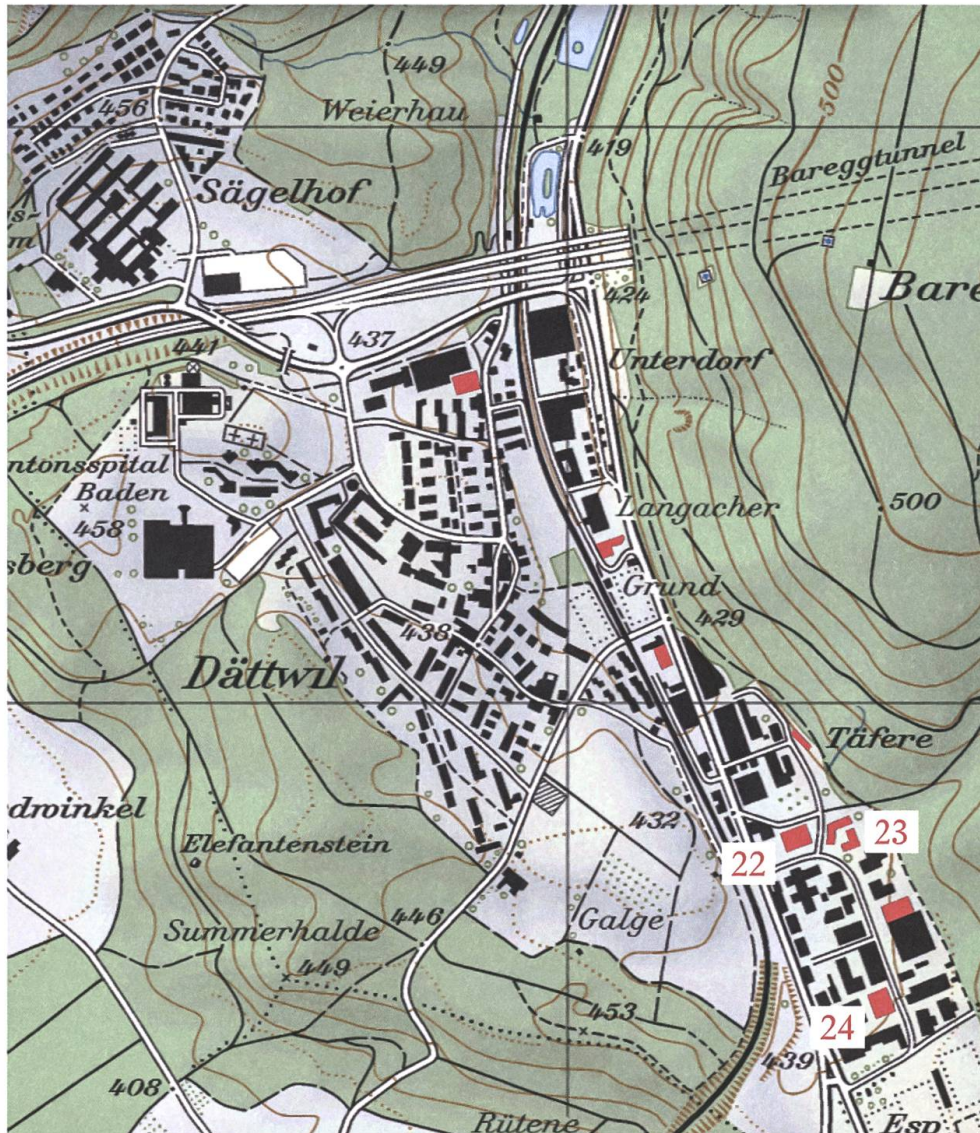 449
Weierhau
456
500
419
Bareggtunnel
Sägelhof
s-
m
424
Bare
437
441
Unterdorf
ntonsspital
Baden
458
Langacher
500
sberg
Grund
429
438
Dättwil
Täfere
dwinkel
432
23
Elefantenstein
22
446
Summerhalde
Galge
449
453
24
439
408
Rütene
Esp